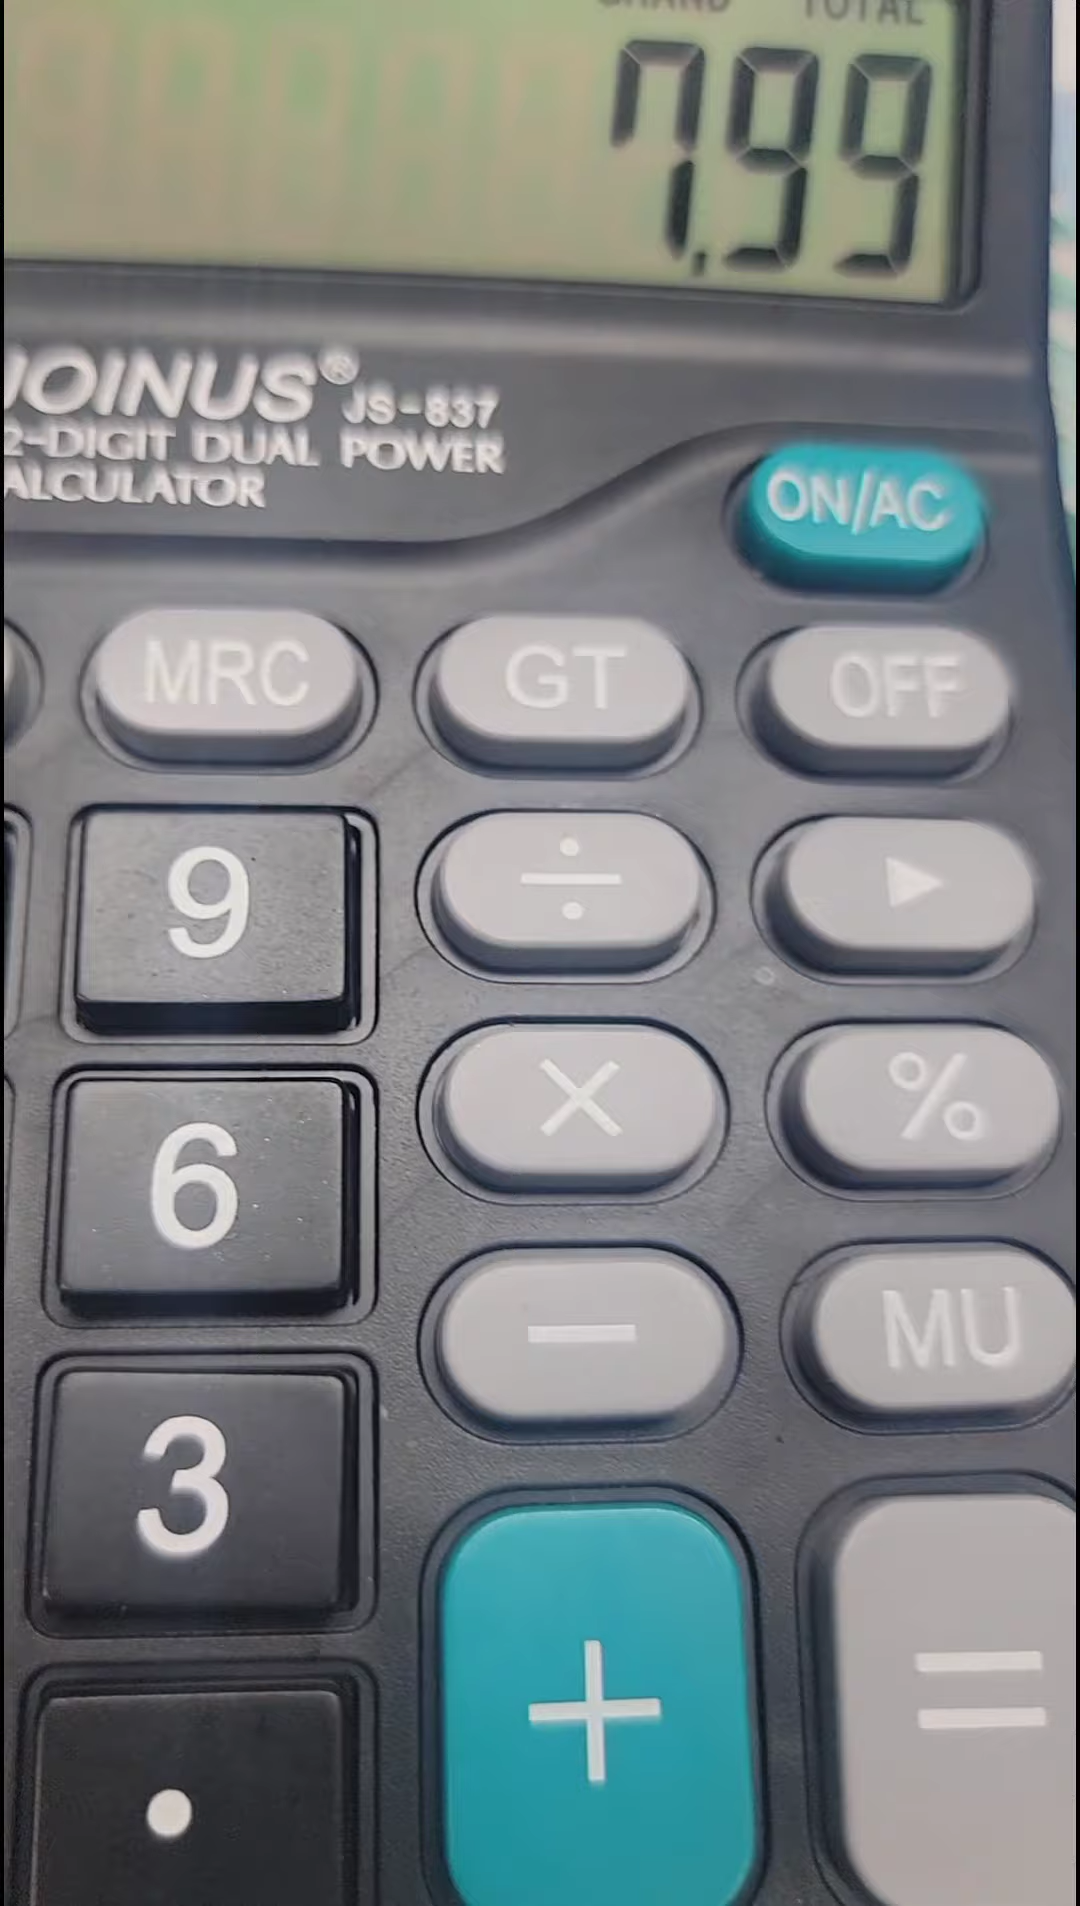 GRAND TOTAL
7.99
JOINUS® JS-837
2-DIGIT DUAL POWER
ALCULATOR
ON/AC
MRC GT OFF
9 ÷ ▶
6 × %
3 − MU
. + =